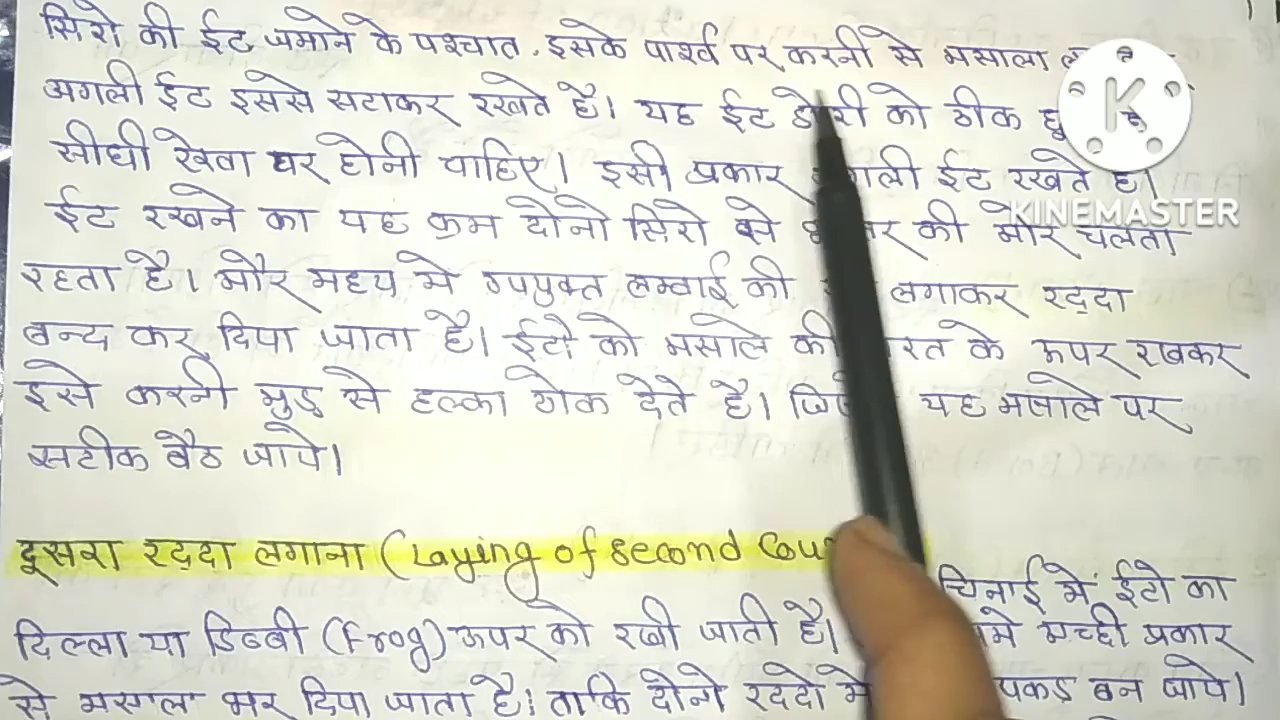 सिरो की ईट जमाने के पश्चात. इसके पार्श्व पर करनी से मसाला
अगली ईट इससे सटाकर रखते है। यह ईट डोरी को ठीक
सीधी रेखा पर होनी चाहिए। इसी प्रकार ईट रखते है।
ईट रखने का यह क्रम दोनो सिरो से की ओर चलता
रहता है। और मध्य मे उपयुक्त लम्बाई की लगाकर रद्दा
बन्द कर दिया जाता है। ईटो को मसाले की के ऊपर रखकर
इसे करनी मुड से हल्का ठोक देते है। यह मसाले पर
सटीक बैठ जाये।
दूसरा रद्दा लगाना (Laying of second
चिनाई में ईटो का
दिल्ला या डिब्बी (Frog) ऊपर को रखी जाती है। अच्छी प्रकार
से मसाला भर दिया जाता है। ताकि दोनो रद्दो मे पकड बन जाये।
K
KINEMASTER